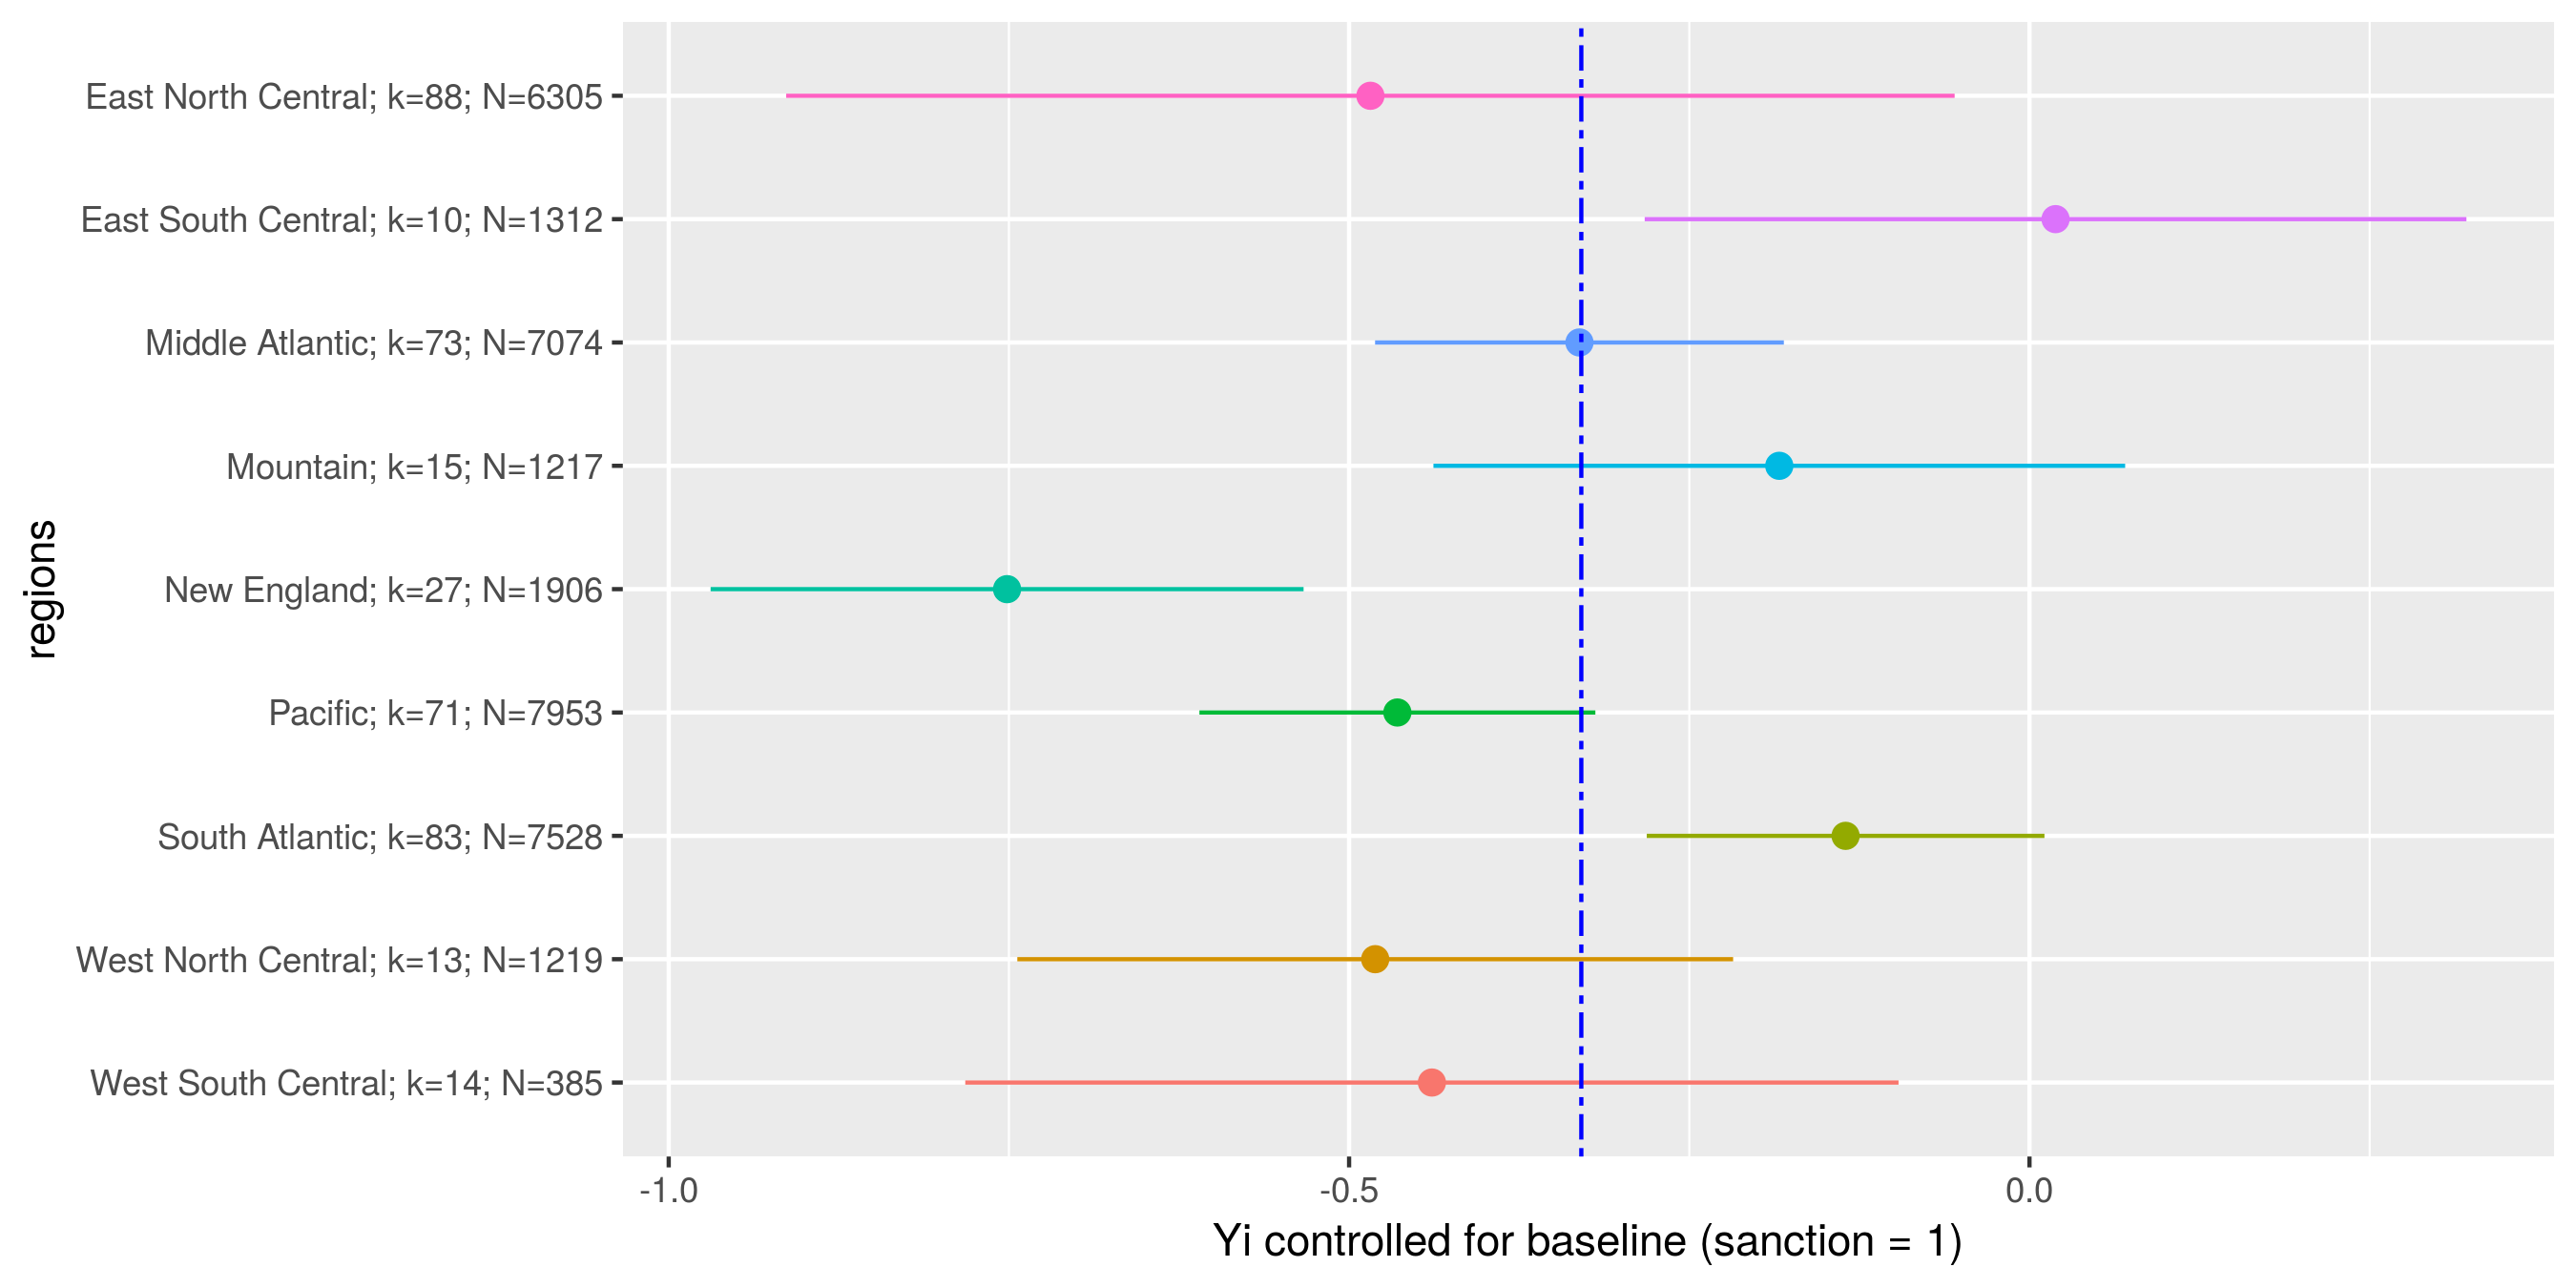 East North Central; k=88; N=6305
East South Central; k=10; N=1312
Middle Atlantic; k=73; N=7074
Mountain; k=15; N=1217
New England; k=27; N=1906
Pacific; k=71; N=7953
South Atlantic; k=83; N=7528
West North Central; k=13; N=1219
West South Central; k=14; N=385
regions
-1.0
-0.5
0.0
Yi controlled for baseline (sanction = 1)